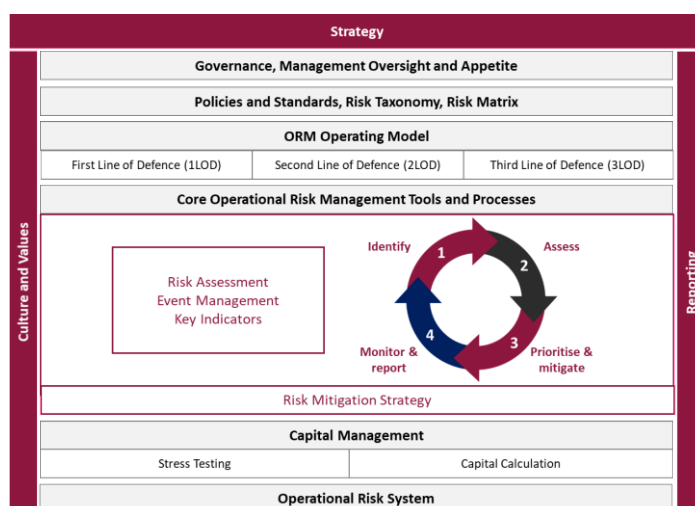 Strategy
Culture and Values
Governance, Management Oversight and Appetite
Policies and Standards, Risk Taxonomy, Risk Matrix
ORM Operating Model
First Line of Defence (1LOD)
Second Line of Defence (2LOD)
Third Line of Defence (3LOD)
Core Operational Risk Management Tools and Processes
Risk Assessment
Event Management
Key Indicators
Identify
1
Assess
2
Prioritise &
mitigate
3
Monitor &
report
4
Risk Mitigation Strategy
Capital Management
Stress Testing
Capital Calculation
Operational Risk System
Reporting